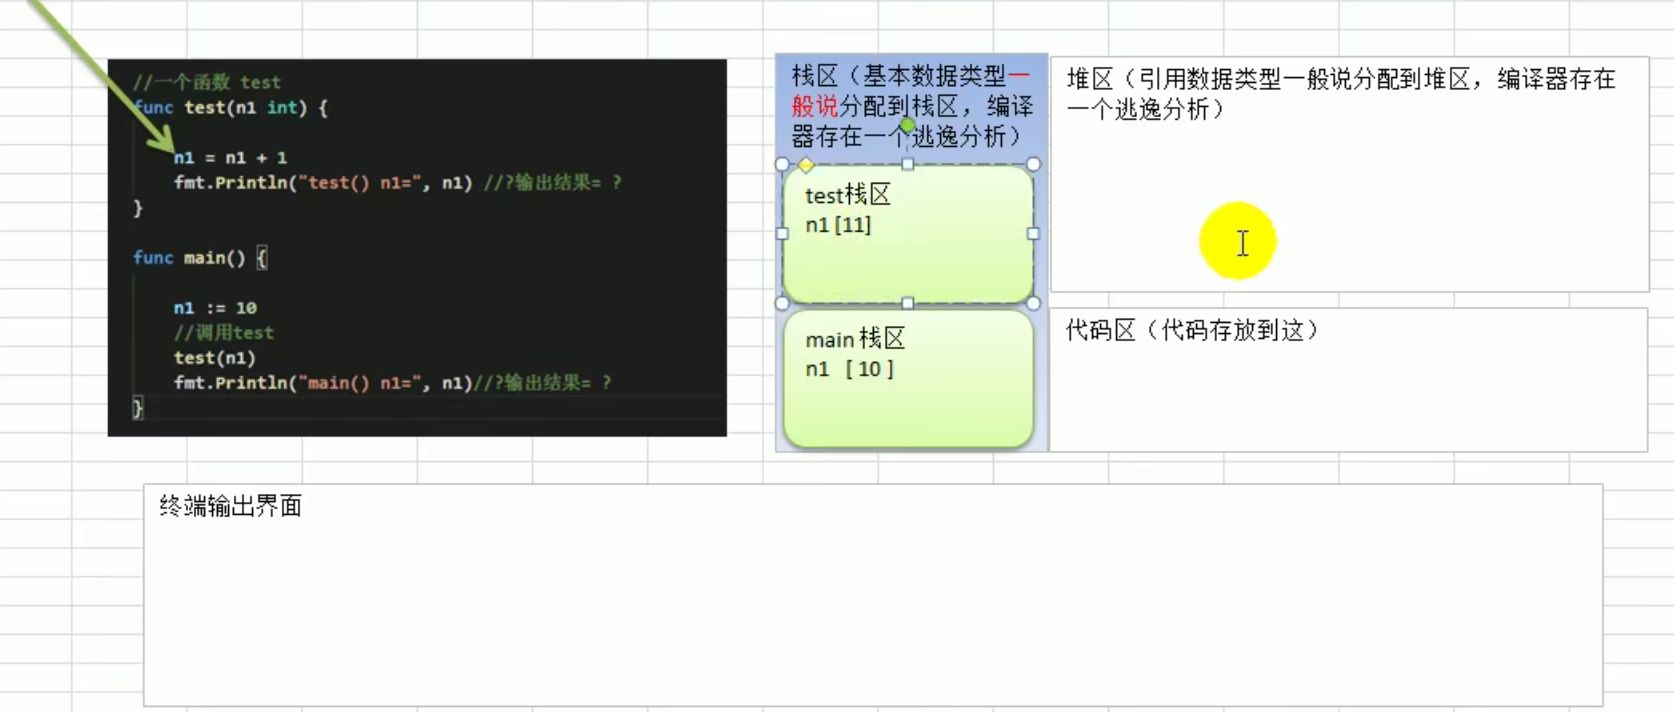 //一个函数 test
func test(n1 int) {
n1 = n1 + 1
fmt.Println("test() n1=", n1) //?输出结果= ?
}
func main() {
n1 := 10
//调用test
test(n1)
fmt.Println("main() n1=", n1)//?输出结果= ?
}
栈区（基本数据类型一
般说分配到栈区，编译
器存在一个逃逸分析）
test栈区
n1 [11]
main 栈区
n1 [ 10 ]
堆区（引用数据类型一般说分配到堆区，编译器存在
一个逃逸分析）
代码区（代码存放到这）
终端输出界面